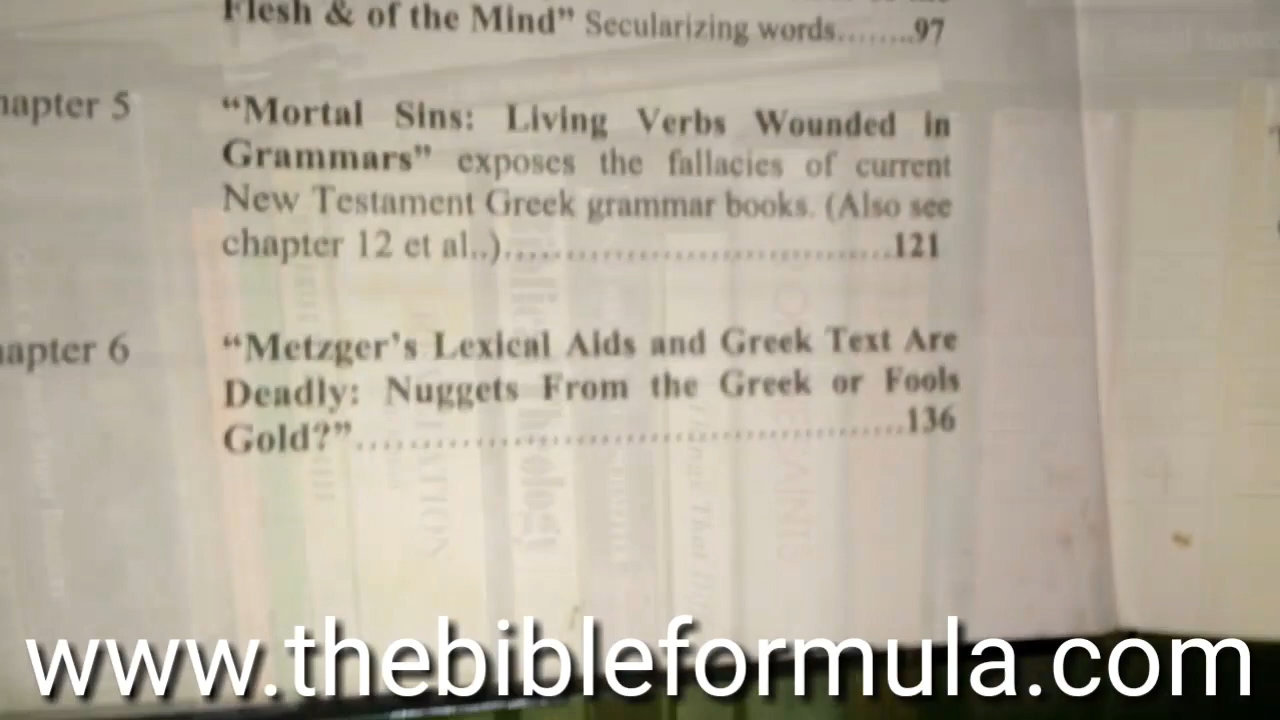 Flesh & of the Mind” Secularizing words........97
hapter 5
“Mortal Sins: Living Verbs Wounded in
Grammars” exposes the fallacies of current
New Testament Greek grammar books. (Also see
chapter 12 et al..)........................................121
hapter 6
“Metzger’s Lexical Aids and Greek Text Are
Deadly: Nuggets From the Greek or Fools
Gold?”.......................................................136
www.thebibleformula.com